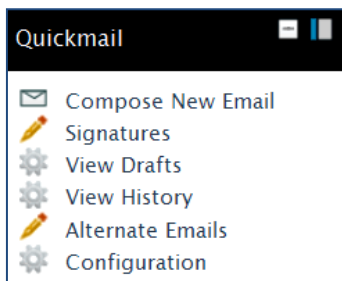 Quickmail
Compose New Email
Signatures
View Drafts
View History
Alternate Emails
Configuration